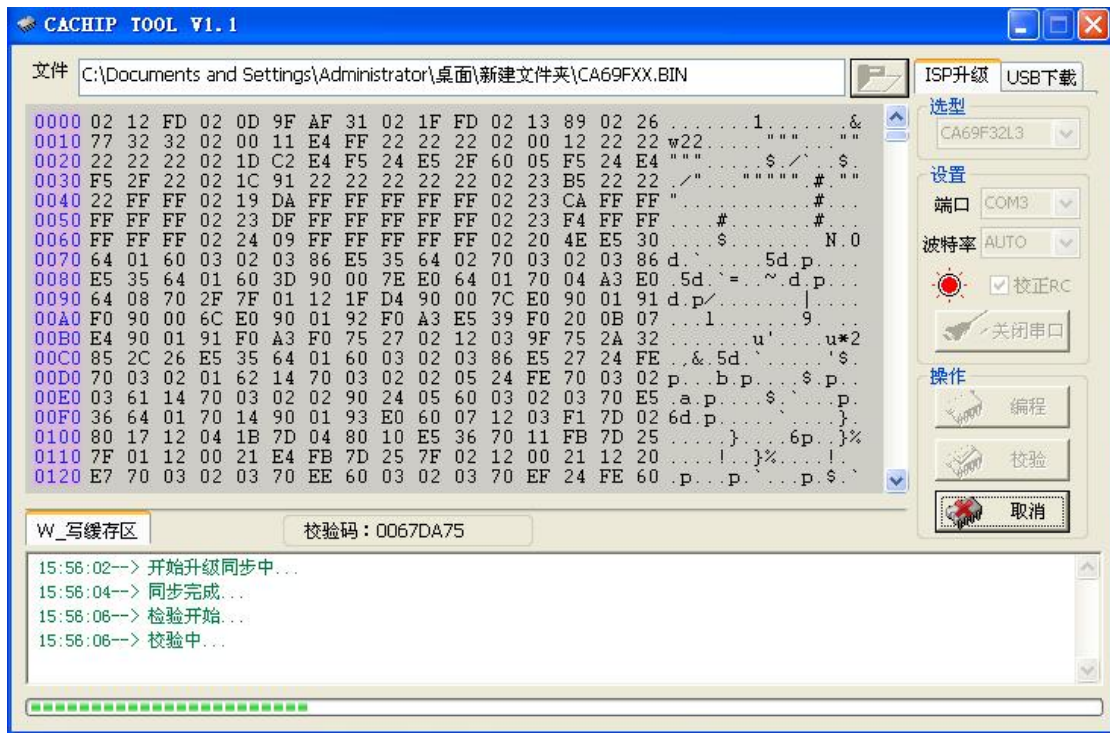 CACHIP TOOL V1.1
文件 C:\Documents and Settings\Administrator\桌面\新建文件夹\CA69FXX.BIN
ISP升级 USB下载
0000 02 12 FD 02 0D 9F AF 31 02 1F FD 02 13 89 02 26 .......1.......&
0010 77 32 32 02 00 11 E4 FF 22 22 22 02 00 12 22 22 w22....."""...""
0020 22 22 22 02 1D C2 E4 F5 24 E5 2F 60 05 F5 24 E4 """.....$./`..$.
0030 F5 2F 22 02 1C 91 22 22 22 22 22 02 23 B5 22 22 ./"...""""".#.""
0040 22 FF FF 02 19 DA FF FF FF FF FF 02 23 CA FF FF "...........#...
0050 FF FF FF 02 23 DF FF FF FF FF FF 02 23 F4 FF FF ....#.......#...
0060 FF FF FF 02 24 09 FF FF FF FF FF 02 20 4E E5 30 ....$....... N.0
0070 64 01 60 03 02 03 86 E5 35 64 02 70 03 02 03 86 d.`.....5d.p....
0080 E5 35 64 01 60 3D 90 00 7E E0 64 01 70 04 A3 E0 .5d.`=..~.d.p...
0090 64 08 70 2F 7F 01 12 1F D4 90 00 7C E0 90 01 91 d.p/.......|....
00A0 F0 90 00 6C E0 90 01 92 F0 A3 E5 39 F0 20 0B 07 ...l.......9. ..
00B0 E4 90 01 91 F0 A3 F0 75 27 02 12 03 9F 75 2A 32 .......u'....u*2
00C0 85 2C 26 E5 35 64 01 60 03 02 03 86 E5 27 24 FE .,&.5d.`.....'$.
00D0 70 03 02 01 62 14 70 03 02 02 05 24 FE 70 03 02 p...b.p....$.p..
00E0 03 61 14 70 03 02 02 90 24 05 60 03 02 03 70 E5 .a.p....$.`...p.
00F0 36 64 01 70 14 90 01 93 E0 60 07 12 03 F1 7D 02 6d.p.....`....}.
0100 80 17 12 04 1B 7D 04 80 10 E5 36 70 11 FB 7D 25 .....}....6p..}%
0110 7F 01 12 00 21 E4 FB 7D 25 7F 02 12 00 21 12 20 ....!..}%....!. 
0120 E7 70 03 02 03 70 EE 60 03 02 03 70 EF 24 FE 60 .p...p.`...p.$.`
选型
CA69F32L3
设置
端口 COM3
波特率 AUTO
校正RC
关闭串口
操作
编程
校验
取消
W_写缓存区
校验码：0067DA75
15:56:02--> 开始升级同步中...
15:56:04--> 同步完成...
15:56:06--> 检验开始...
15:56:06--> 校验中...